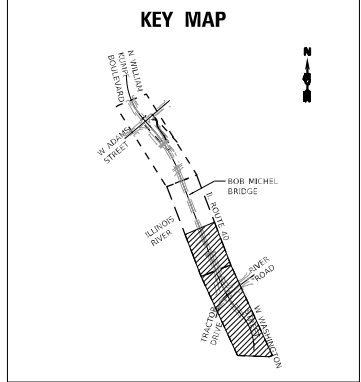 KEY MAP
N
N WILLIAM
KUMPF
BOULEVARD
W ADAMS
STREET
BOB MICHEL
BRIDGE
IL ROUTE 40
ILLINOIS
RIVER
RIVER
ROAD
TRACTOR
DRIVE
W WASHINGTON